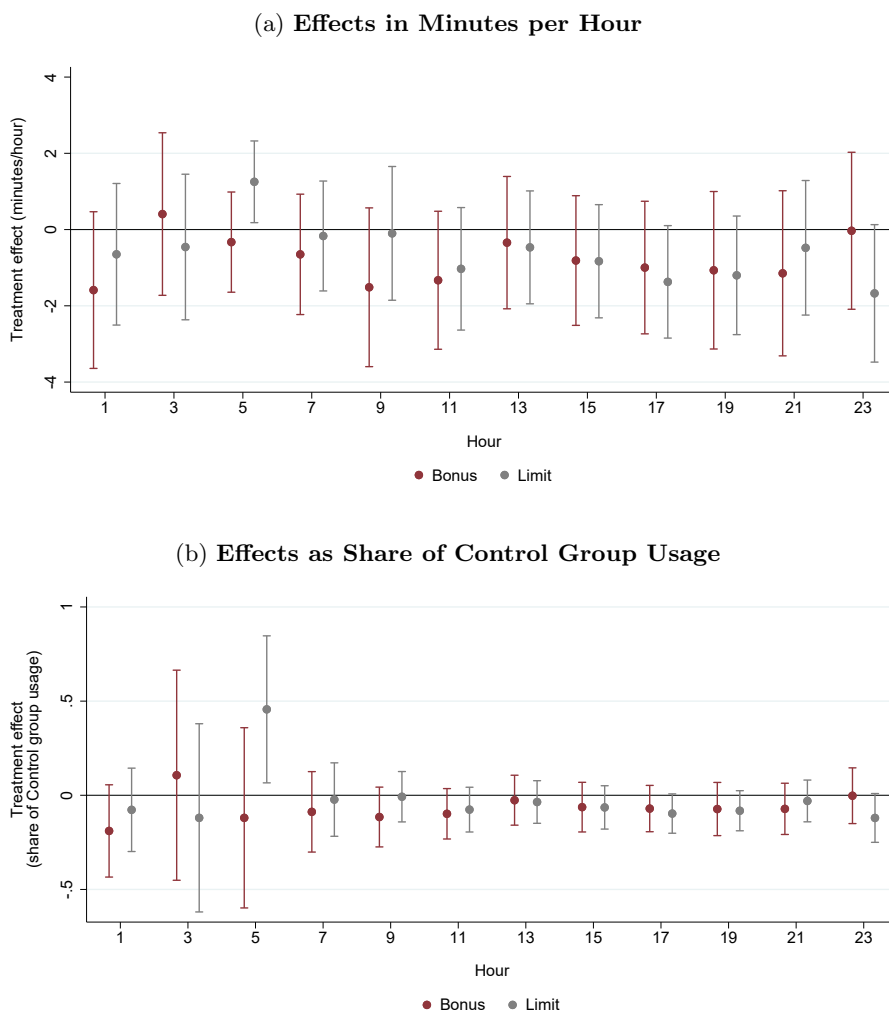 (a) Effects in Minutes per Hour
Treatment effect (minutes/hour)
4
2
0
-2
-4
1 3 5 7 9 11 13 15 17 19 21 23
Hour
Bonus Limit
(b) Effects as Share of Control Group Usage
Treatment effect
(share of Control group usage)
1
.5
0
-.5
1 3 5 7 9 11 13 15 17 19 21 23
Hour
Bonus Limit